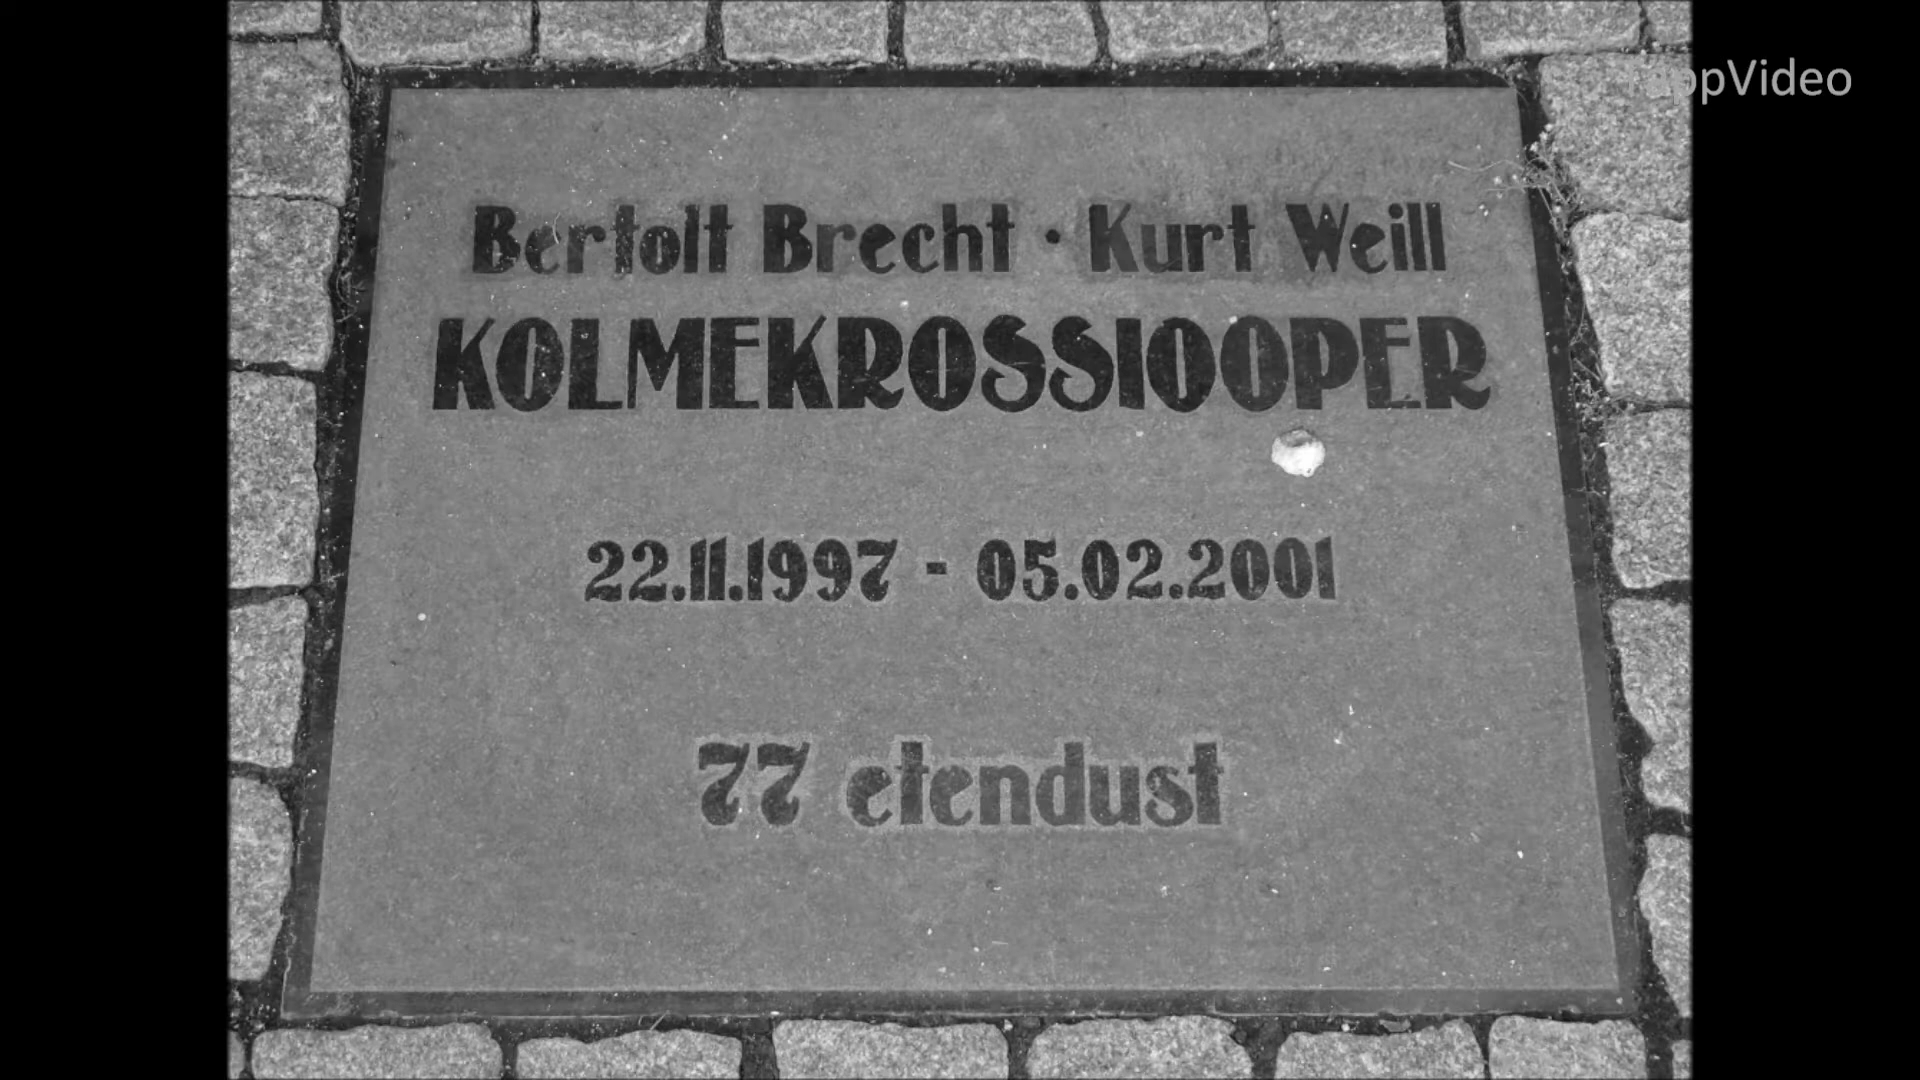 Bertolt Brecht · Kurt Weill
KOLMEKROSSIOOPER
22.11.1997 - 05.02.2001
77 etendust